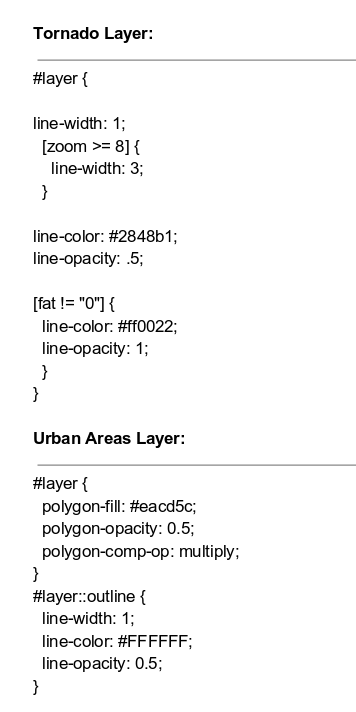 Tornado Layer:
#layer {
line-width: 1;
[zoom >= 8] {
line-width: 3;
}
line-color: #2848b1;
line-opacity: .5;
[fat != "0"] {
line-color: #ff0022;
line-opacity: 1;
}
}
Urban Areas Layer:
#layer {
polygon-fill: #eacd5c;
polygon-opacity: 0.5;
polygon-comp-op: multiply;
}
#layer::outline {
line-width: 1;
line-color: #FFFFFF;
line-opacity: 0.5;
}